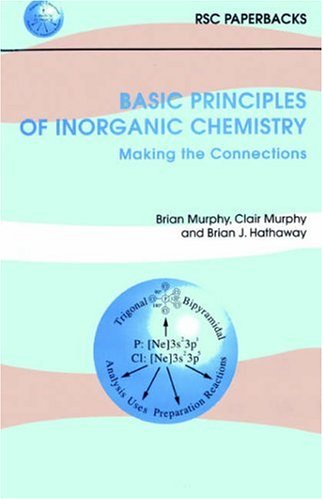 RSC PAPERBACKS
BASIC PRINCIPLES
OF INORGANIC CHEMISTRY
Making the Connections
Brian Murphy, Clair Murphy
and Brian J. Hathaway
Trigonal Bipyramidal
P: [Ne]3s²3p³
Cl: [Ne]3s²3p⁵
Analysis Uses Preparation Reactions